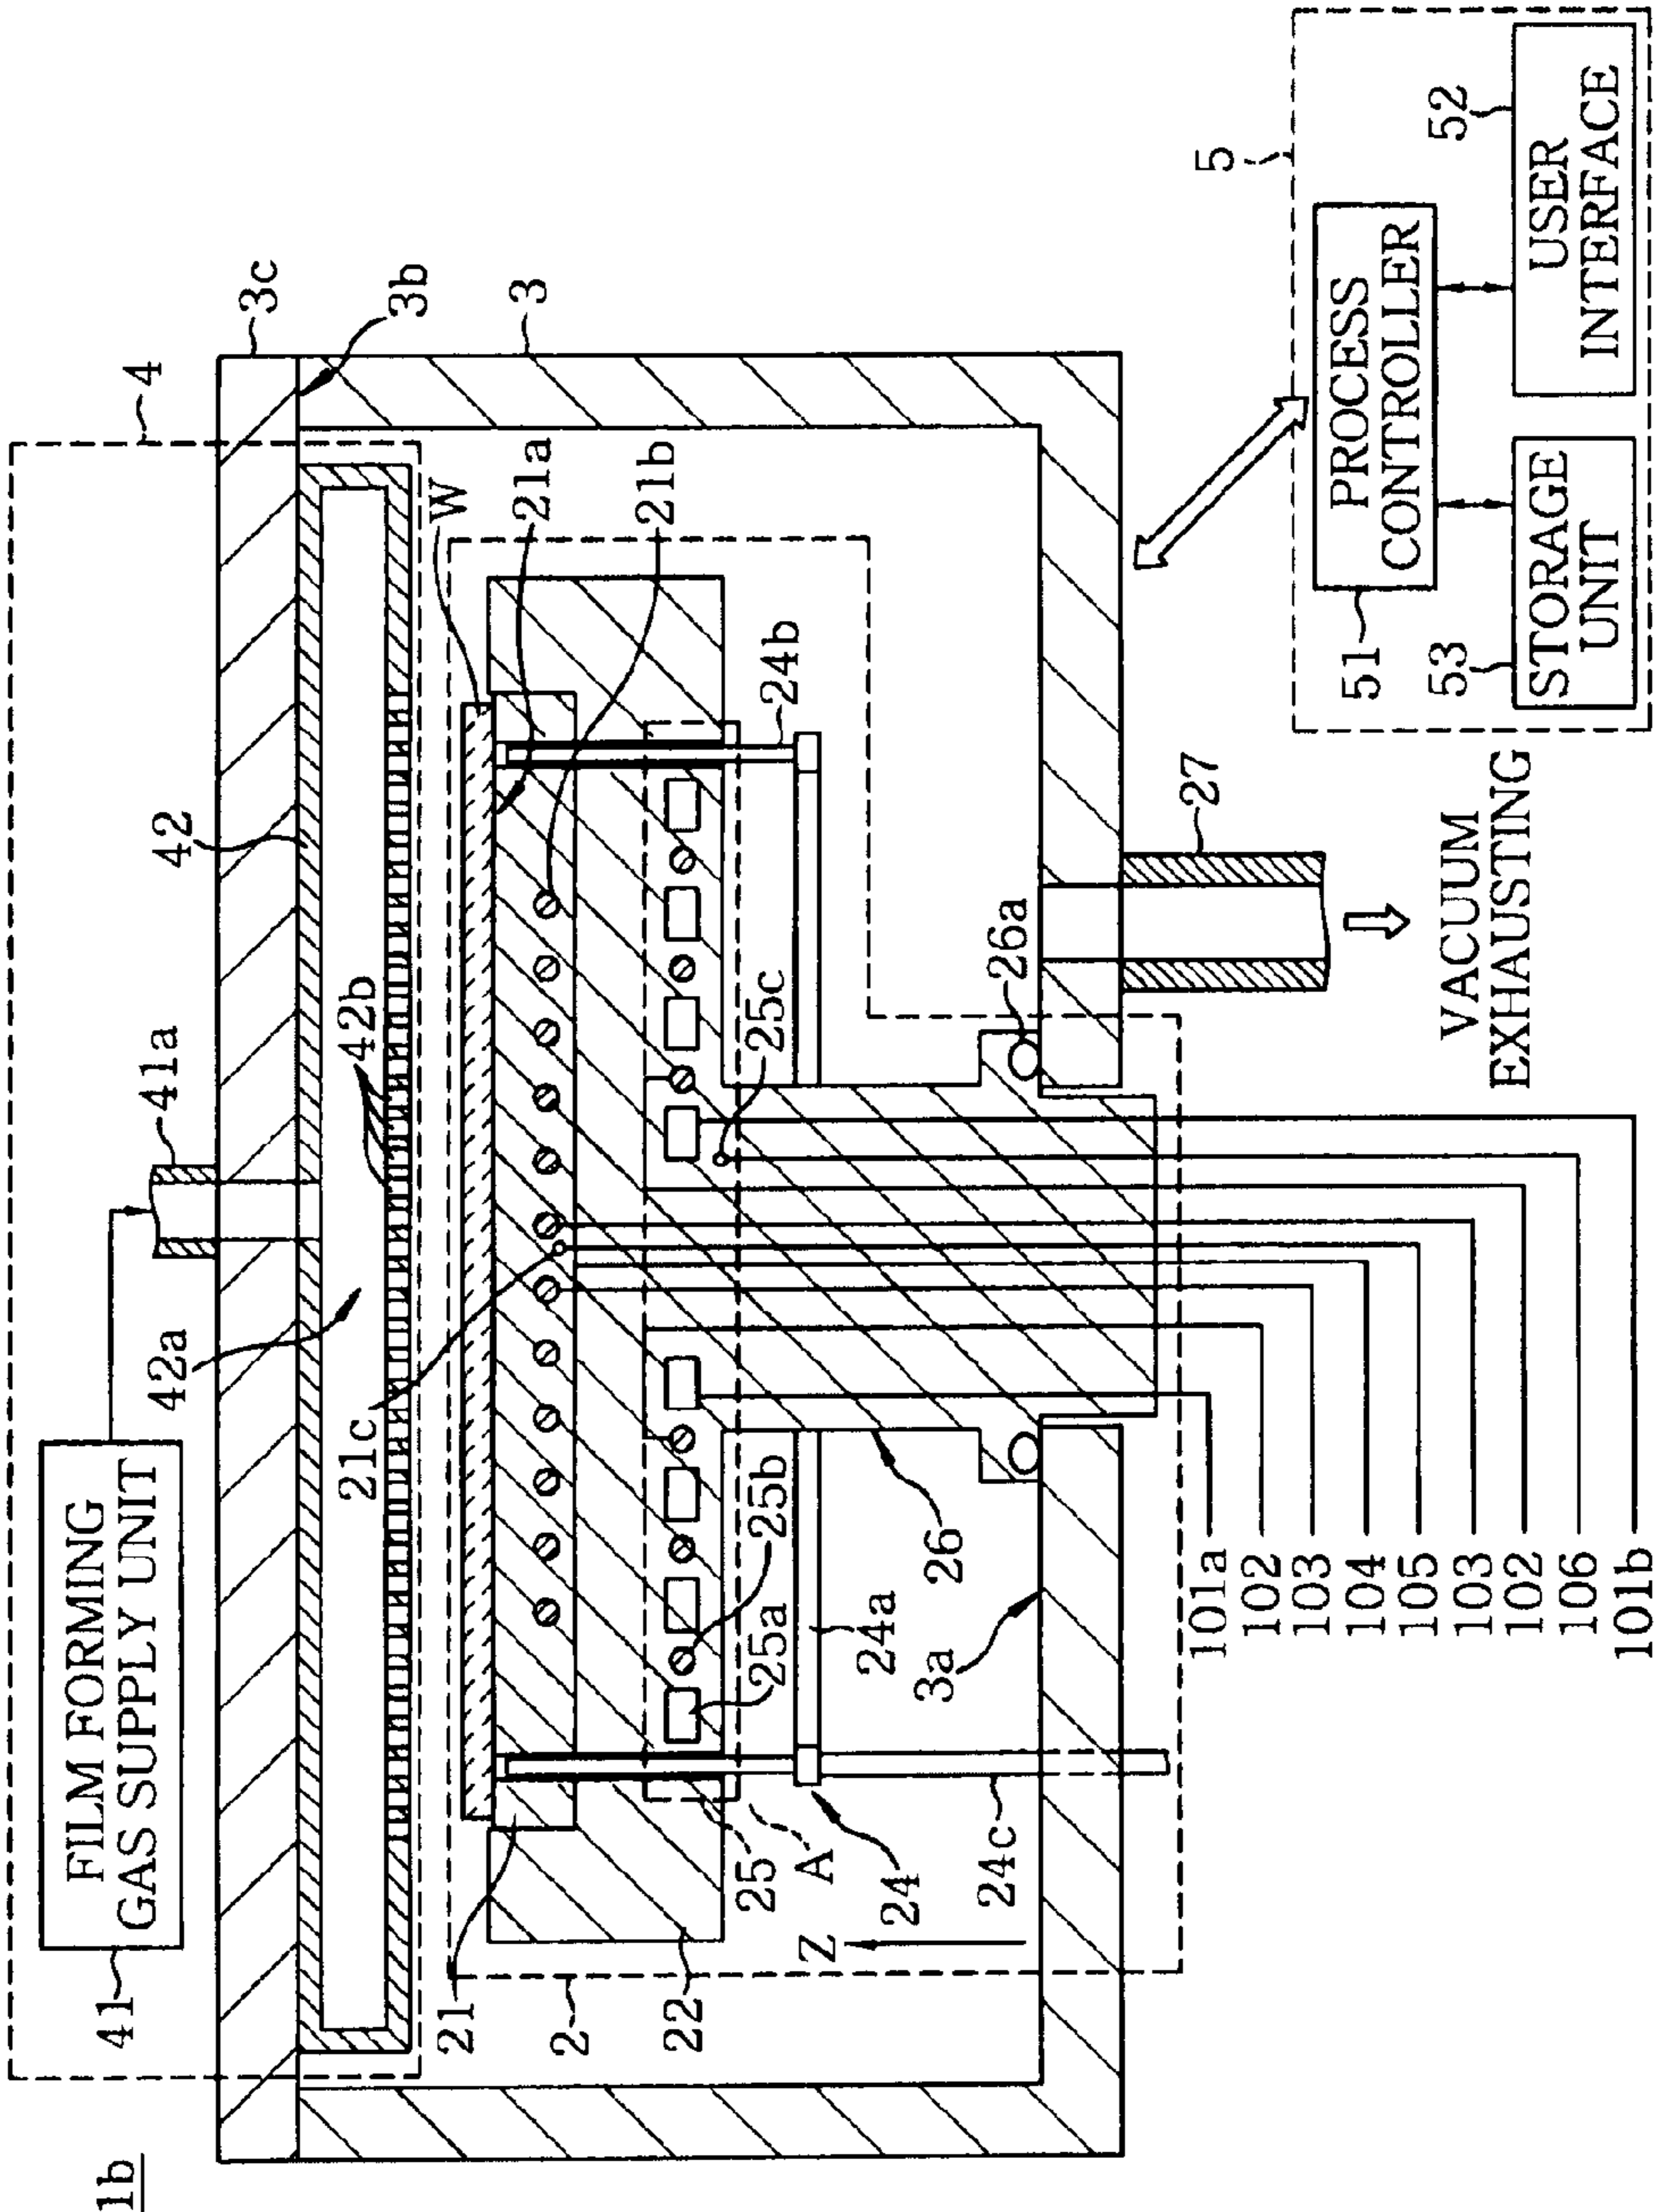 1b
FILM FORMING
GAS SUPPLY UNIT
41
41a
42
4
3c
3b
3
42a
42b
21c
W
21a
21b
24b
21
2
22
25
A
24
24c
Z
25a
25b
24a
3a
26
25c
26a
27
VACUUM
EXHAUSTING
101a
102
103
104
105
103
102
106
101b
5
PROCESS
CONTROLLER
51
52
USER
INTERFACE
53
STORAGE
UNIT